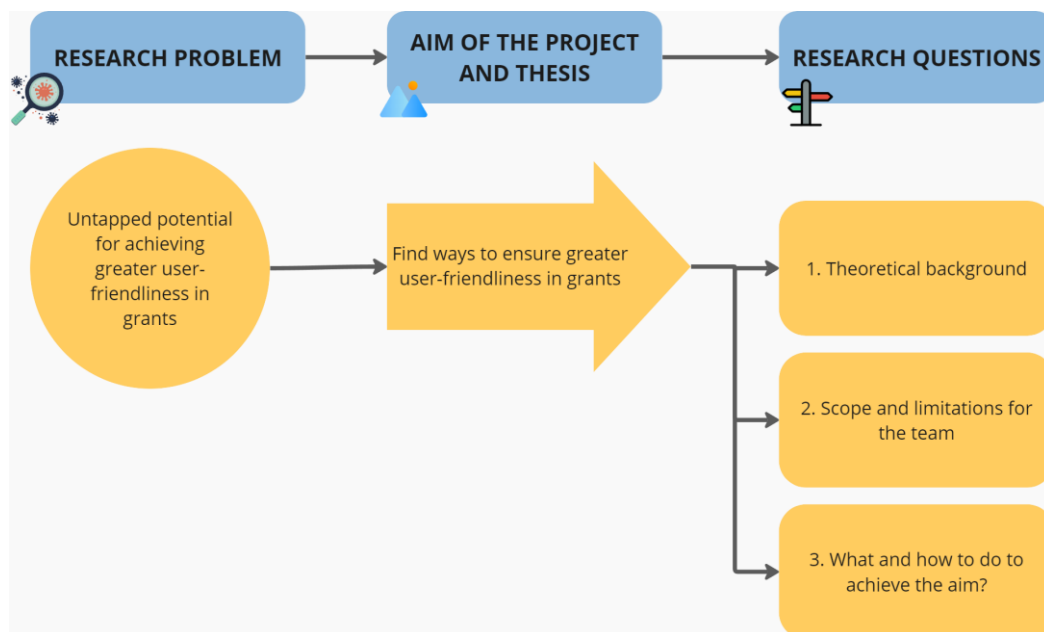 RESEARCH PROBLEM
AIM OF THE PROJECT
AND THESIS
RESEARCH QUESTIONS
Untapped potential
for achieving
greater user-
friendliness in
grants
Find ways to ensure greater
user-friendliness in grants
1. Theoretical background
2. Scope and limitations for
the team
3. What and how to do to
achieve the aim?